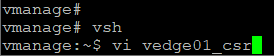 vmanage#
vmanage# vsh
vmanage:~$ vi vedge01_csr